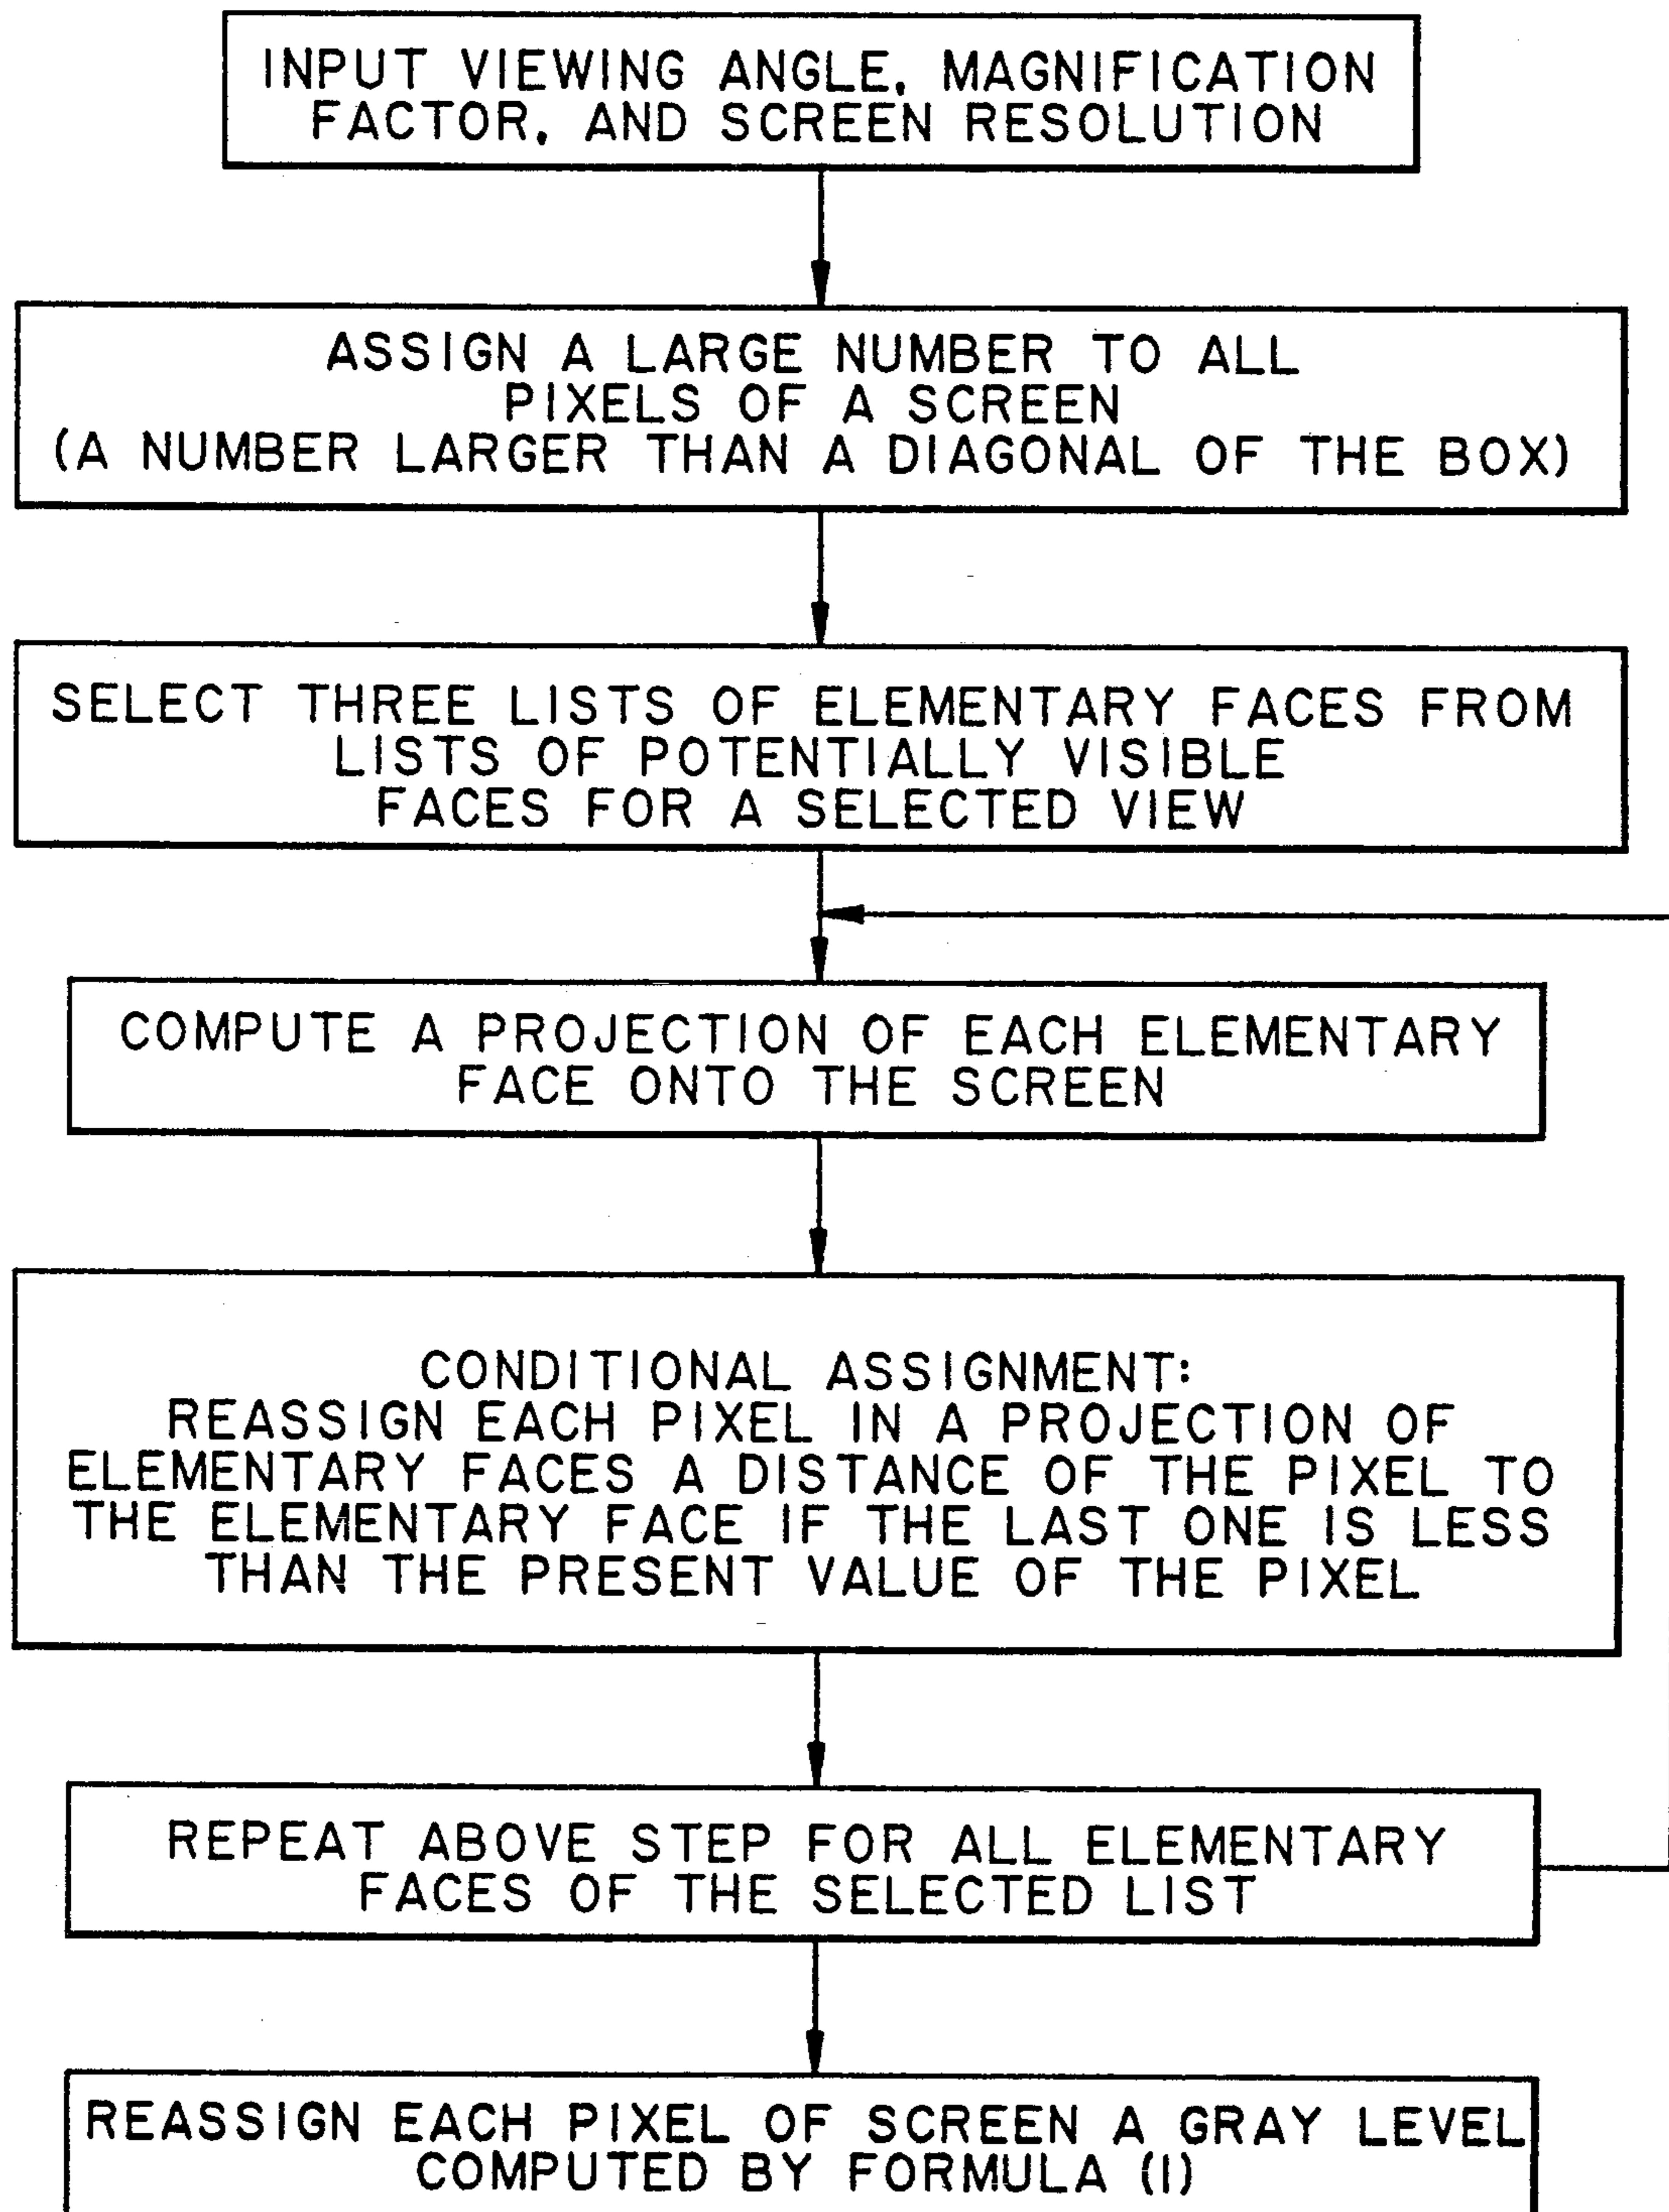 INPUT VIEWING ANGLE, MAGNIFICATION
FACTOR, AND SCREEN RESOLUTION
ASSIGN A LARGE NUMBER TO ALL
PIXELS OF A SCREEN
(A NUMBER LARGER THAN A DIAGONAL OF THE BOX)
SELECT THREE LISTS OF ELEMENTARY FACES FROM
LISTS OF POTENTIALLY VISIBLE
FACES FOR A SELECTED VIEW
COMPUTE A PROJECTION OF EACH ELEMENTARY
FACE ONTO THE SCREEN
CONDITIONAL ASSIGNMENT:
REASSIGN EACH PIXEL IN A PROJECTION OF
ELEMENTARY FACES A DISTANCE OF THE PIXEL TO
THE ELEMENTARY FACE IF THE LAST ONE IS LESS
THAN THE PRESENT VALUE OF THE PIXEL
REPEAT ABOVE STEP FOR ALL ELEMENTARY
FACES OF THE SELECTED LIST
REASSIGN EACH PIXEL OF SCREEN A GRAY LEVEL
COMPUTED BY FORMULA (1)